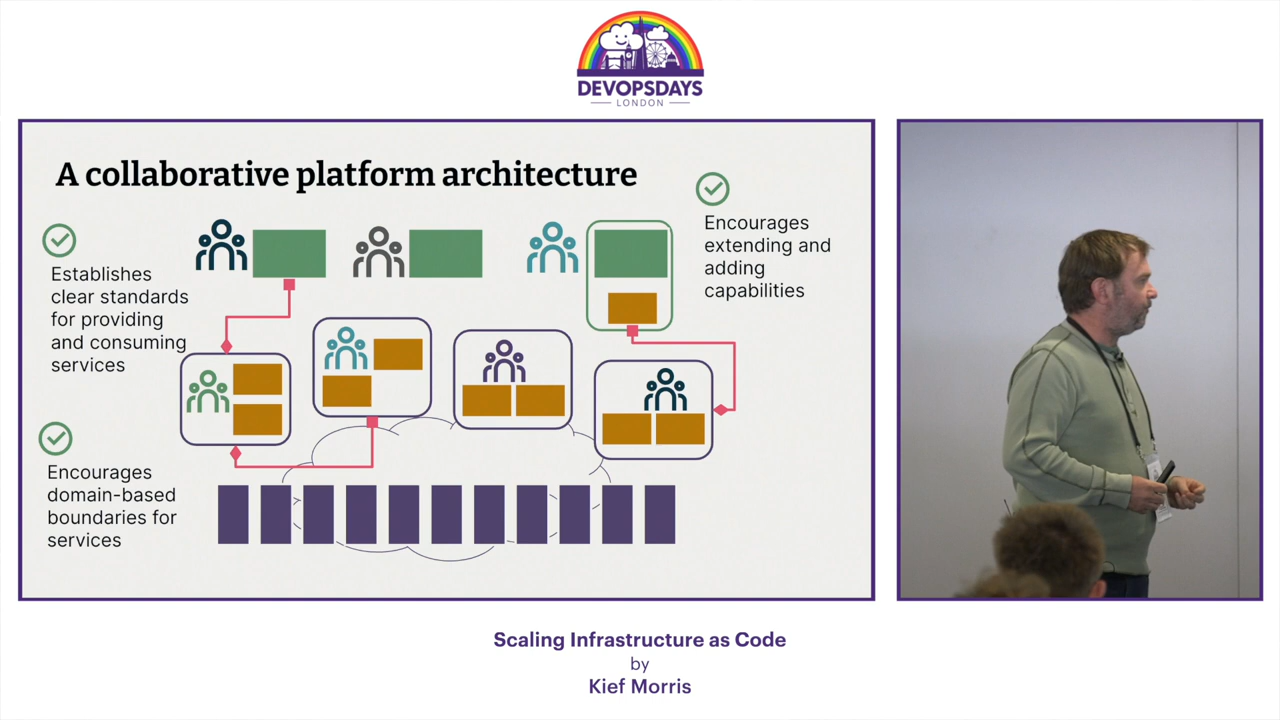 DEVOPSDAYS
LONDON
A collaborative platform architecture
Establishes
clear standards
for providing
and consuming
services
Encourages
domain-based
boundaries for
services
Encourages
extending and
adding
capabilities
Scaling Infrastructure as Code
by
Kief Morris